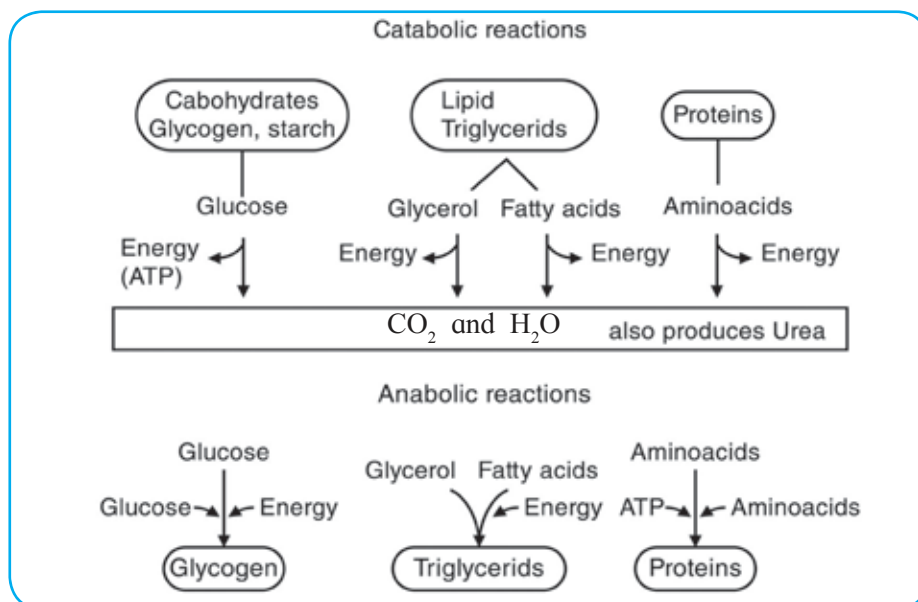 Catabolic reactions
Cabohydrates
Glycogen, starch
Lipid
Triglycerids
Proteins
Glucose
Glycerol
Fatty acids
Aminoacids
Energy
(ATP)
Energy
Energy
Energy
CO₂ and H₂O
also produces Urea
Anabolic reactions
Glucose
Glucose
Energy
Glycogen
Glycerol
Fatty acids
Energy
Triglycerids
Aminoacids
ATP
Aminoacids
Proteins